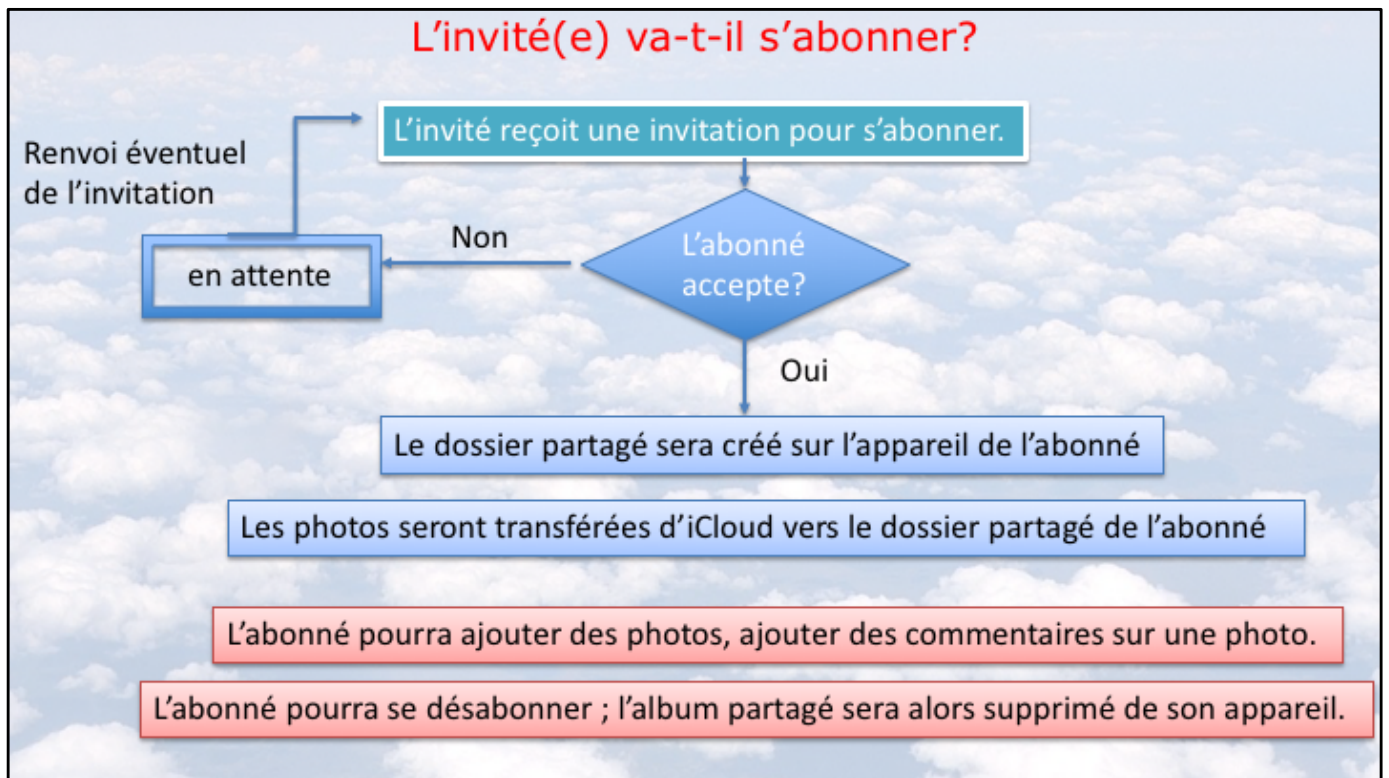 L'invité(e) va-t-il s'abonner?
L'invité reçoit une invitation pour s'abonner.
Renvoi éventuel
de l'invitation
Non
L'abonné
accepte?
en attente
Oui
Le dossier partagé sera créé sur l'appareil de l'abonné
Les photos seront transférées d'iCloud vers le dossier partagé de l'abonné
L'abonné pourra ajouter des photos, ajouter des commentaires sur une photo.
L'abonné pourra se désabonner ; l'album partagé sera alors supprimé de son appareil.